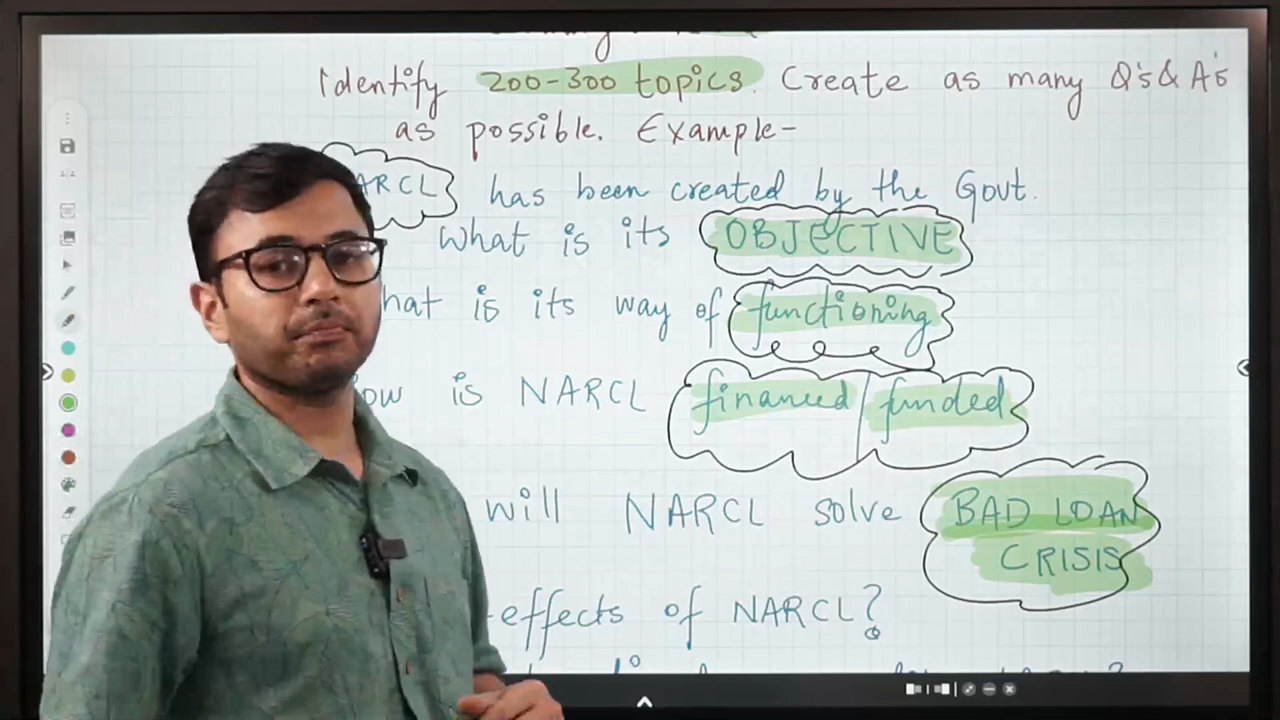 Identify 200-300 topics. Create as many Q's & A's
as possible. Example-
ARCL has been created by the Govt.
What is its OBJECTIVE
hat is its way of functioning
ow is NARCL financed/funded
will NARCL solve BAD LOAN
CRISIS
-effects of NARCL?